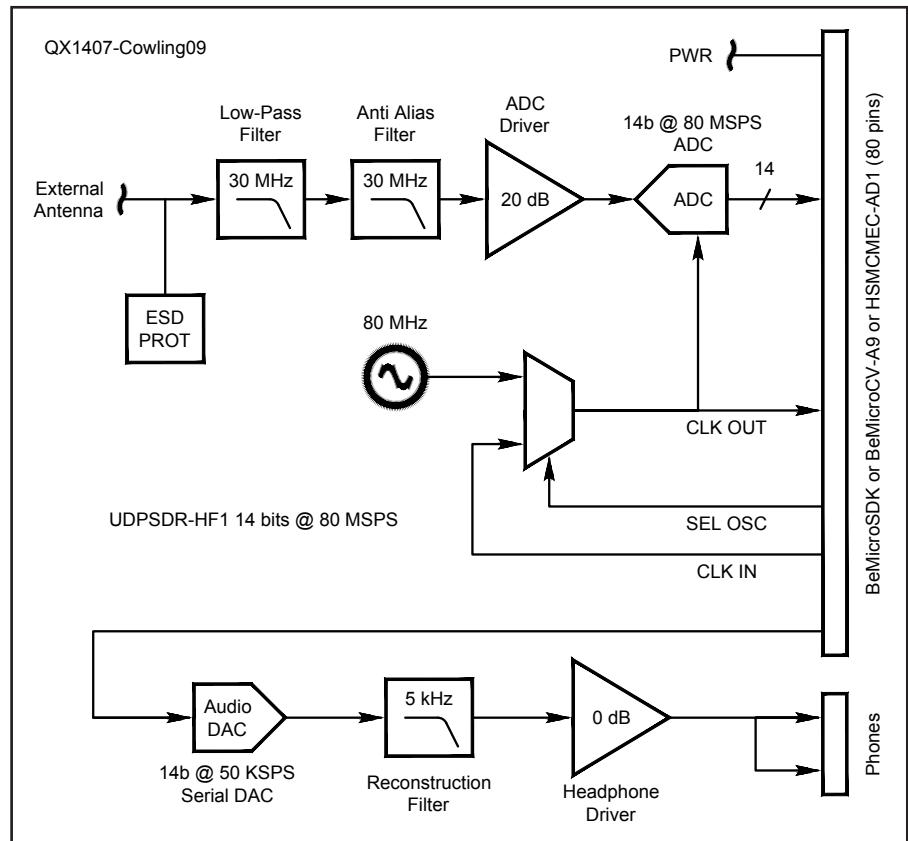 QX1407-Cowling09
PWR
Low-Pass
Filter
Anti Alias
Filter
ADC
Driver
14b @ 80 MSPS
ADC
External
Antenna
30 MHz
30 MHz
20 dB
ADC
14
ESD
PROT
80 MHz
CLK OUT
SEL OSC
CLK IN
UDPSDR-HF1 14 bits @ 80 MSPS
BeMicroSDK or BeMicroCV-A9 or HSMCMEC-AD1 (80 pins)
Audio
DAC
14b @ 50 KSPS
Serial DAC
5 kHz
Reconstruction
Filter
0 dB
Headphone
Driver
Phones